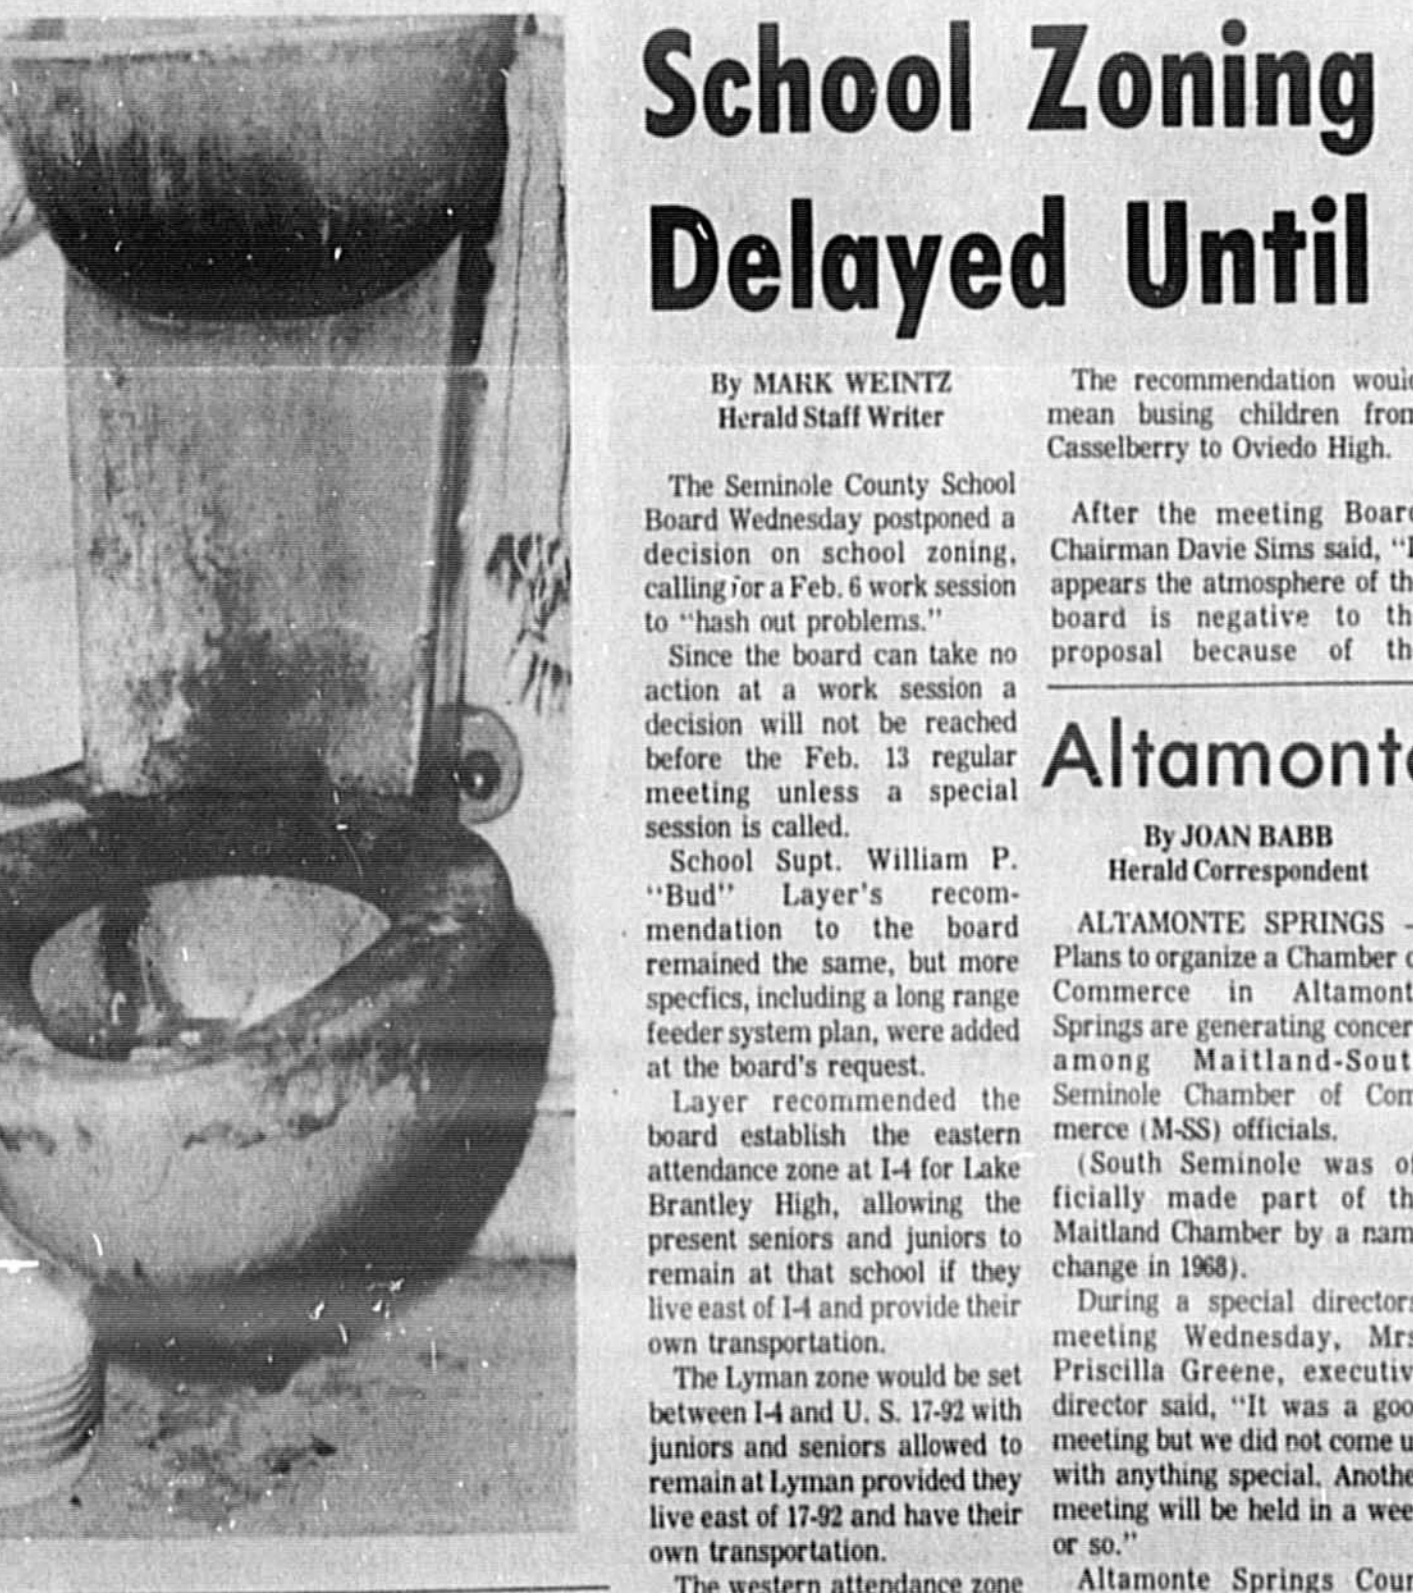 School Zoning
Delayed Until
By MARK WEINTZ
Herald Staff Writer
The Seminole County School
Board Wednesday postponed a
decision on school zoning,
calling for a Feb. 6 work session
to "hash out problems."
Since the board can take no
action at a work session a
decision will not be reached
before the Feb. 13 regular
meeting unless a special
session is called.
School Supt. William P.
"Bud" Layer's recom-
mendation to the board
remained the same, but more
specfics, including a long range
feeder system plan, were added
at the board's request.
Layer recommended the
board establish the eastern
attendance zone at I-4 for Lake
Brantley High, allowing the
present seniors and juniors to
remain at that school if they
live east of I-4 and provide their
own transportation.
The Lyman zone would be set
between I-4 and U. S. 17-92 with
juniors and seniors allowed to
remain at Lyman provided they
live east of 17-92 and have their
own transportation.
The western attendance zone
The recommendation
mean busing children
Casselberry to Oviedo High.
After the meeting
Chairman Davie Sims said,
appears the atmosphere of
board is negative to
proposal because of
By JOAN BABB
Herald Correspondent
ALTAMONTE SPRINGS -
Plans to organize a Chamber
Commerce in
Springs are generating
among
Seminole Chamber of
merce (M-SS) officials.
(South Seminole was
ficially made part of
Maitland Chamber by a
change in 1968).
During a special
meeting Wednesday,
Priscilla Greene,
director said, "It was a
meeting but we did not come
with anything special.
meeting will be held in a
or so."
Altamonte Springs